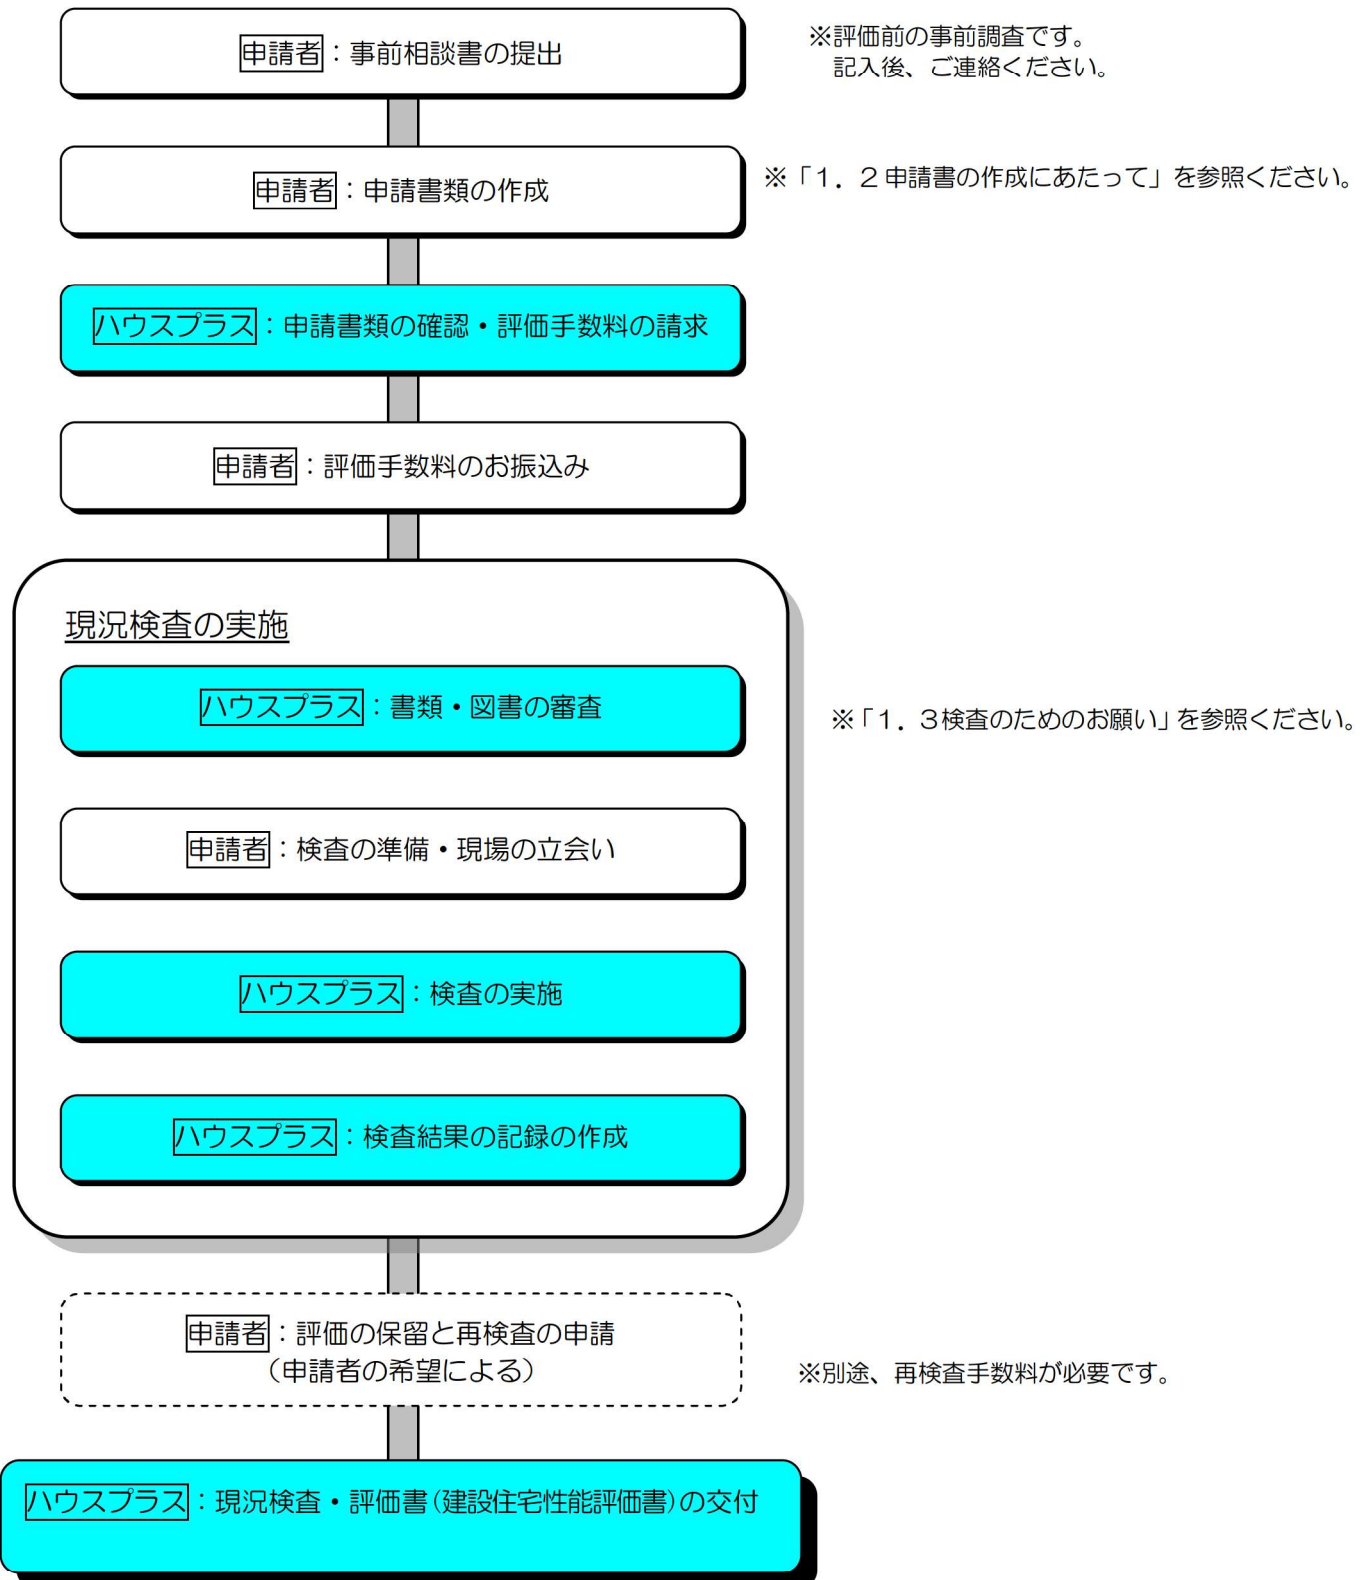 申請者：事前相談書の提出
※評価前の事前調査です。
記入後、ご連絡ください。
申請者：申請書類の作成
※「１．２申請書の作成にあたって」を参照ください。
ハウスプラス：申請書類の確認・評価手数料の請求
申請者：評価手数料のお振込み
現況検査の実施
ハウスプラス：書類・図書の審査
※「１．３検査のためのお願い」を参照ください。
申請者：検査の準備・現場の立会い
ハウスプラス：検査の実施
ハウスプラス：検査結果の記録の作成
申請者：評価の保留と再検査の申請
（申請者の希望による）
※別途、再検査手数料が必要です。
ハウスプラス：現況検査・評価書(建設住宅性能評価書)の交付